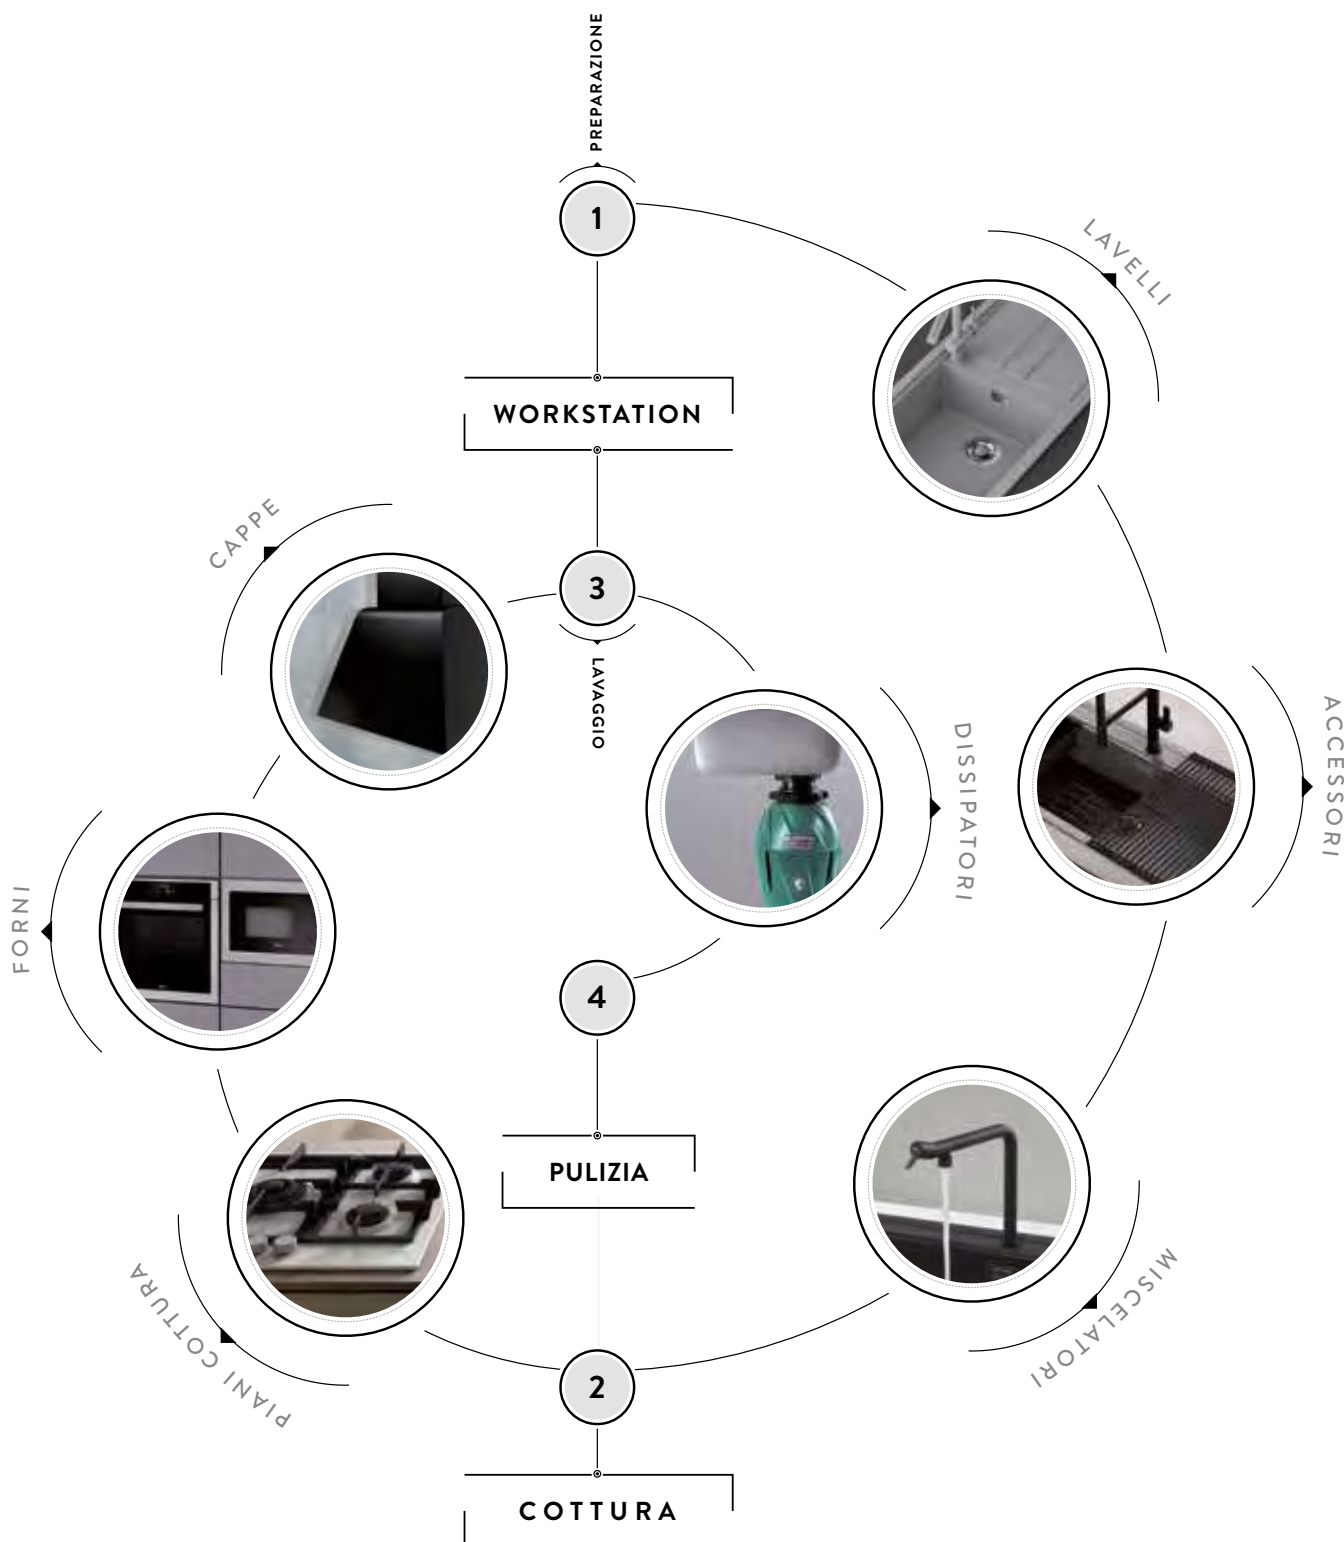 PREPARAZIONE
1
LAVELLI
WORKSTATION
CAPPE
3
LAVAGGIO
DISSIPATORI
ACCESSORI
FORNI
4
PULIZIA
MISCELATORI
PIANI COTTURA
2
COTTURA